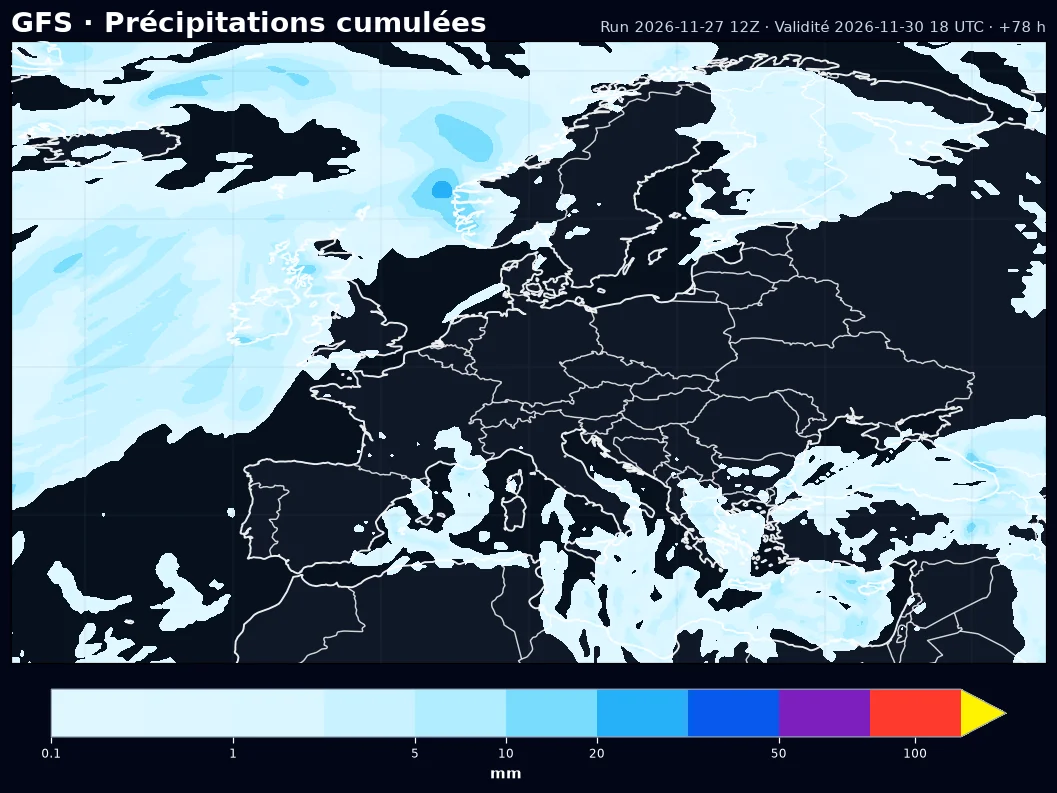 GFS · Précipitations cumulées
Run 2026-11-27 12Z · Validité 2026-11-30 18 UTC · +78 h
0.1 1 5 10 20 50 100
mm